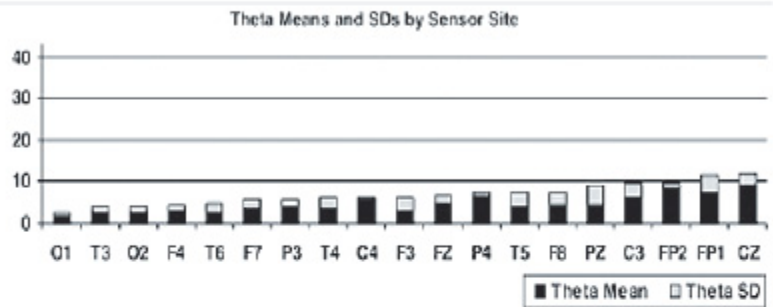 Theta Means and SDs by Sensor Site
40
30
20
10
0
O1 T3 O2 F4 T6 F7 P3 T4 C4 F3 FZ P4 T5 F8 PZ C3 FP2 FP1 CZ
Theta Mean Theta SD